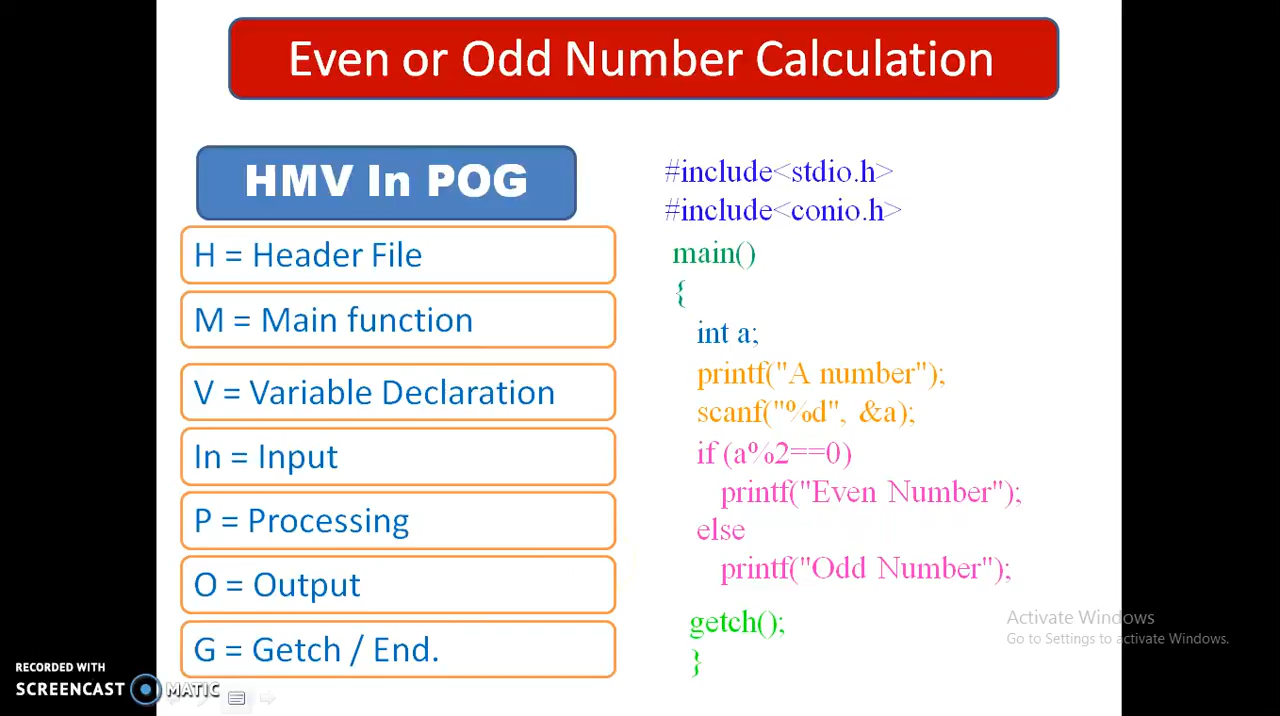 Even or Odd Number Calculation
HMV In POG
H = Header File
M = Main function
V = Variable Declaration
In = Input
P = Processing
O = Output
G = Getch / End.
#include<stdio.h>
#include<conio.h>
main()
{
int a;
printf("A number");
scanf("%d", &a);
if (a%2==0)
printf("Even Number");
else
printf("Odd Number");
getch();
}
Activate Windows
Go to Settings to activate Windows.
RECORDED WITH
SCREENCAST MATIC